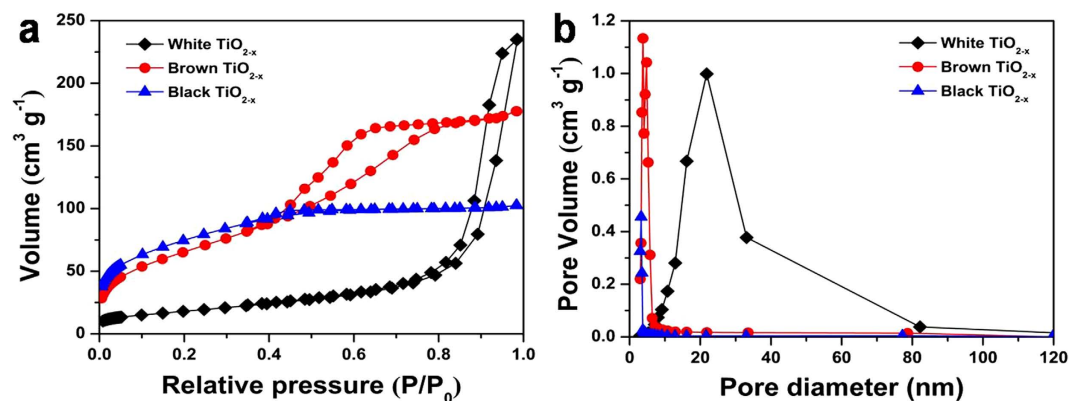 a
White TiO2-x
Brown TiO2-x
Black TiO2-x
Volume (cm3 g-1)
250
200
150
100
50
0
0.0 0.2 0.4 0.6 0.8 1.0
Relative pressure (P/P0)
b
White TiO2-x
Brown TiO2-x
Black TiO2-x
Pore Volume (cm3 g-1)
1.2
1.0
0.8
0.6
0.4
0.2
0.0
0 20 40 60 80 100 120
Pore diameter (nm)